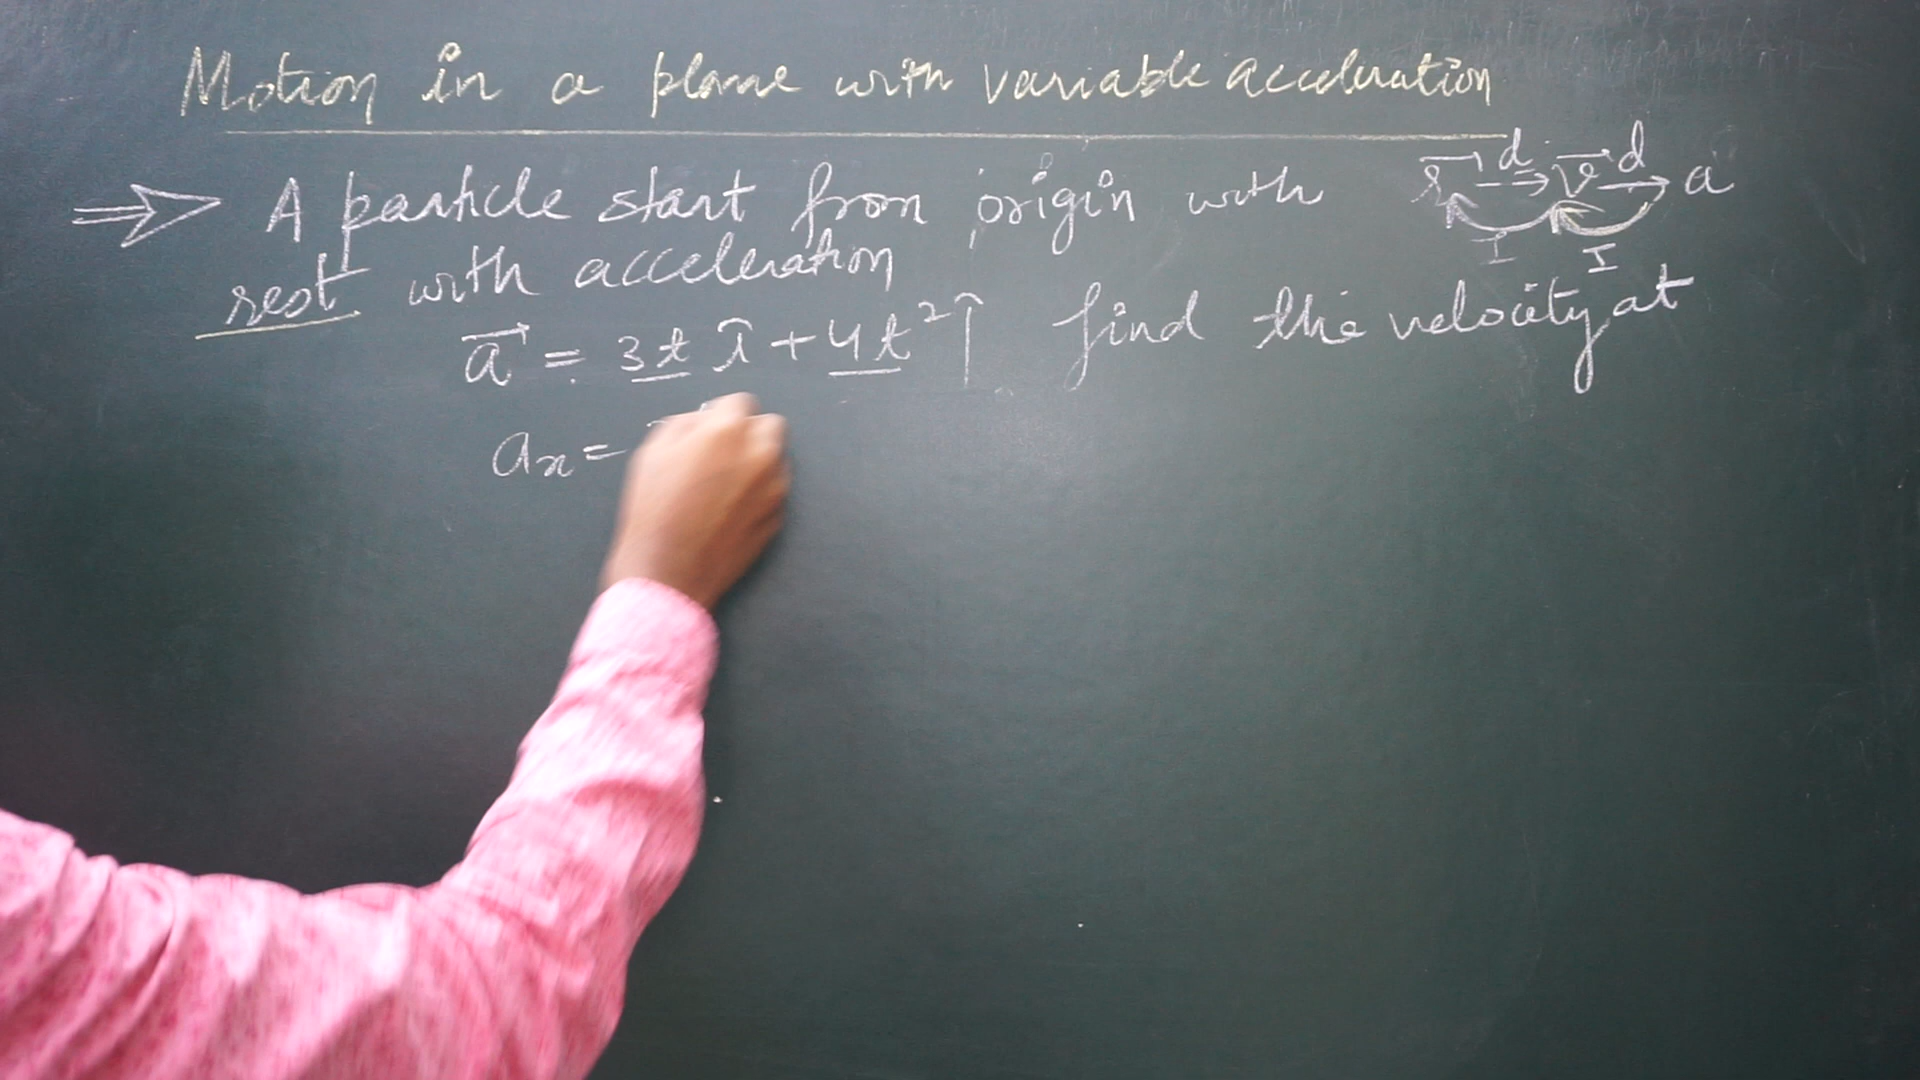 Motion in a plane with variable acceleration
⇒ A particle start from origin with
rest with acceleration
a⃗ = 3t î + 4t² ĵ find the velocity at
aₓ =
r⃗ d v⃗ d a
I I